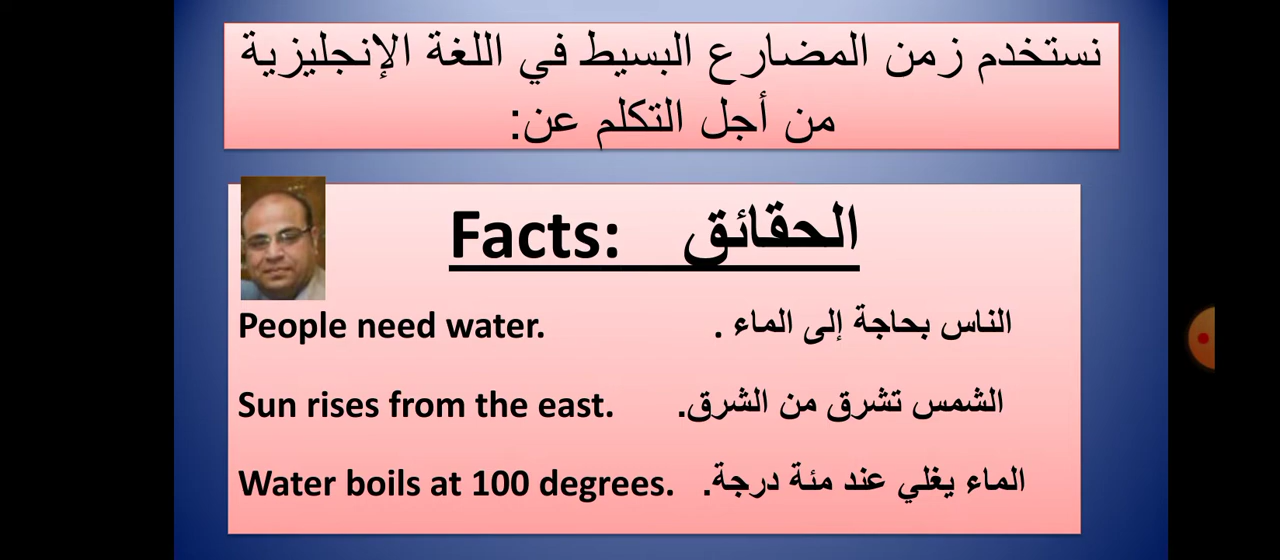 نستخدم زمن المضارع البسيط في اللغة الإنجليزية
من أجل التكلم عن:
Facts: الحقائق
People need water. الناس بحاجة إلى الماء .
Sun rises from the east. الشمس تشرق من الشرق.
Water boils at 100 degrees. الماء يغلي عند مئة درجة.